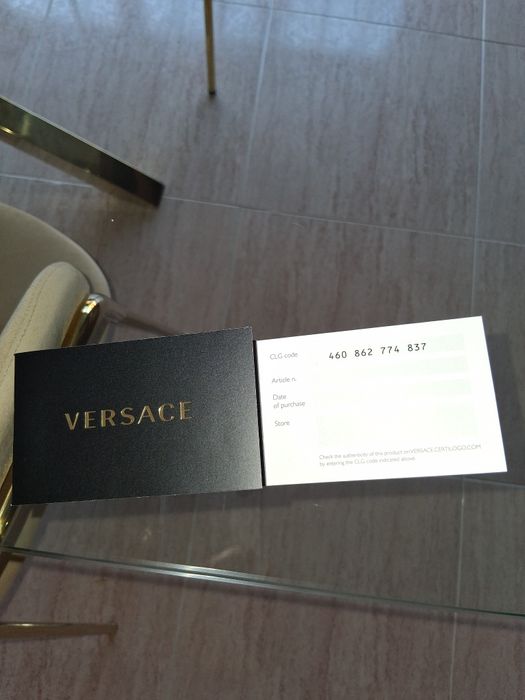 VERSACE
CLG code 460 862 774 837
Article n.
Date
of purchase
Store
Check the authenticity of this product on VERSACE.CERTILOGO.COM
by entering the CLG code indicated above.